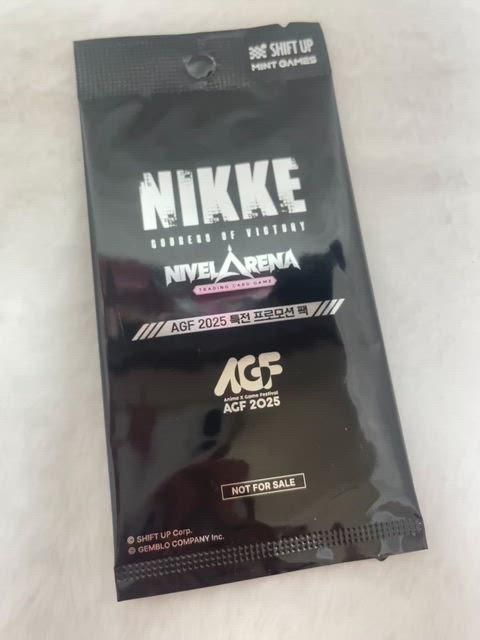 SHIFT UP
MINT GAMES
NIKKE
GODDESS OF VICTORY
NIVEL ARENA
TRADING CARD GAME
AGF 2025 특전 프로모션 팩
AGF
Anime X Game Festival
AGF 2025
NOT FOR SALE
© SHIFT UP Corp.
© GEMBLO COMPANY Inc.